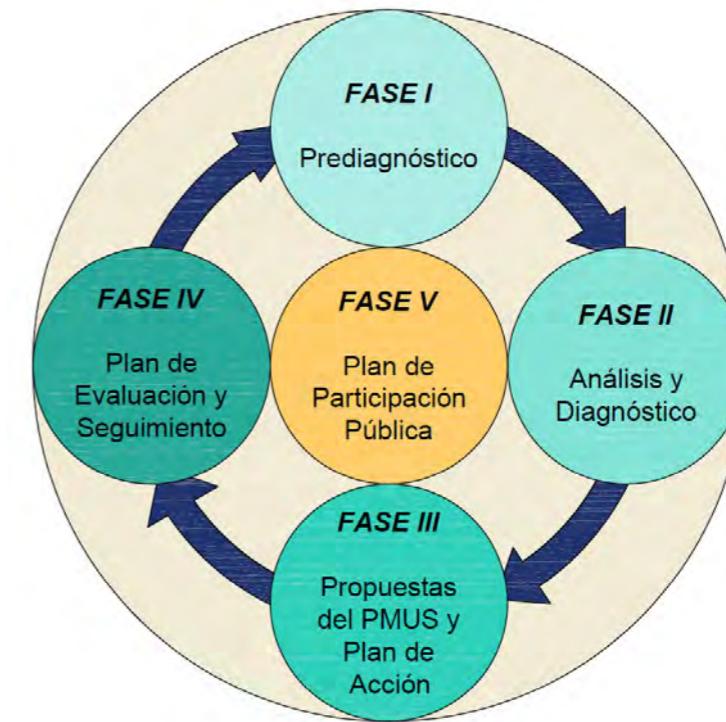 FASE I
Prediagnóstico
FASE II
Análisis y
Diagnóstico
FASE III
Propuestas
del PMUS y
Plan de
Acción
FASE IV
Plan de
Evaluación y
Seguimiento
FASE V
Plan de
Participación
Pública